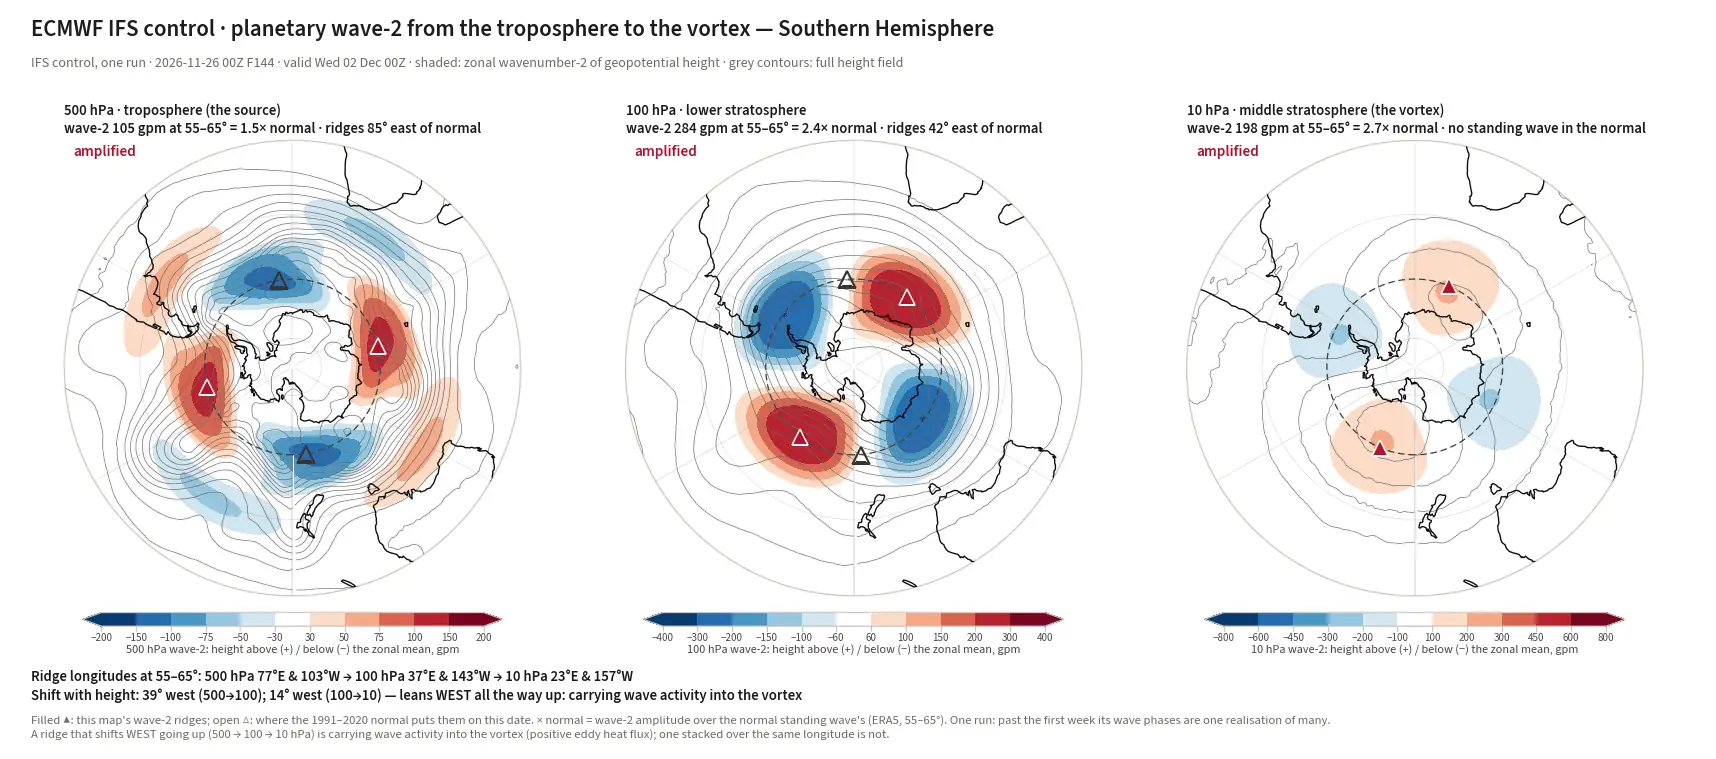 ECMWF IFS control · planetary wave-2 from the troposphere to the vortex — Southern Hemisphere
IFS control, one run · 2026-11-26 00Z F144 · valid Wed 02 Dec 00Z · shaded: zonal wavenumber-2 of geopotential height · grey contours: full height field
500 hPa · troposphere (the source)
wave-2 105 gpm at 55–65° = 1.5× normal · ridges 85° east of normal
amplified
100 hPa · lower stratosphere
wave-2 284 gpm at 55–65° = 2.4× normal · ridges 42° east of normal
amplified
10 hPa · middle stratosphere (the vortex)
wave-2 198 gpm at 55–65° = 2.7× normal · no standing wave in the normal
amplified
−200 −150 −100 −75 −50 −30 30 50 75 100 150 200
500 hPa wave-2: height above (+) / below (−) the zonal mean, gpm
−400 −300 −200 −150 −100 −60 60 100 150 200 300 400
100 hPa wave-2: height above (+) / below (−) the zonal mean, gpm
−800 −600 −450 −300 −200 −100 100 200 300 450 600 800
10 hPa wave-2: height above (+) / below (−) the zonal mean, gpm
Ridge longitudes at 55–65°: 500 hPa 77°E & 103°W → 100 hPa 37°E & 143°W → 10 hPa 23°E & 157°W
Shift with height: 39° west (500→100); 14° west (100→10) — leans WEST all the way up: carrying wave activity into the vortex
Filled ▲: this map's wave-2 ridges; open △: where the 1991–2020 normal puts them on this date. × normal = wave-2 amplitude over the normal standing wave's (ERA5, 55–65°). One run: past the first week its wave phases are one realisation of many.
A ridge that shifts WEST going up (500 → 100 → 10 hPa) is carrying wave activity into the vortex (positive eddy heat flux); one stacked over the same longitude is not.